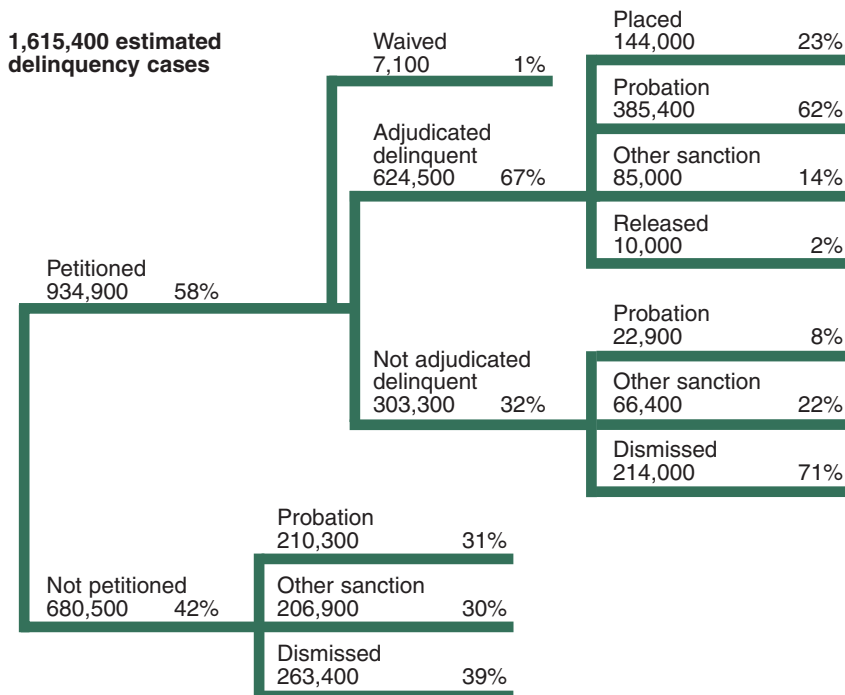 1,615,400 estimated
delinquency cases
Petitioned
934,900 58%
Waived
7,100 1%
Adjudicated
delinquent
624,500 67%
Placed
144,000 23%
Probation
385,400 62%
Other sanction
85,000 14%
Released
10,000 2%
Not adjudicated
delinquent
303,300 32%
Probation
22,900 8%
Other sanction
66,400 22%
Dismissed
214,000 71%
Not petitioned
680,500 42%
Probation
210,300 31%
Other sanction
206,900 30%
Dismissed
263,400 39%